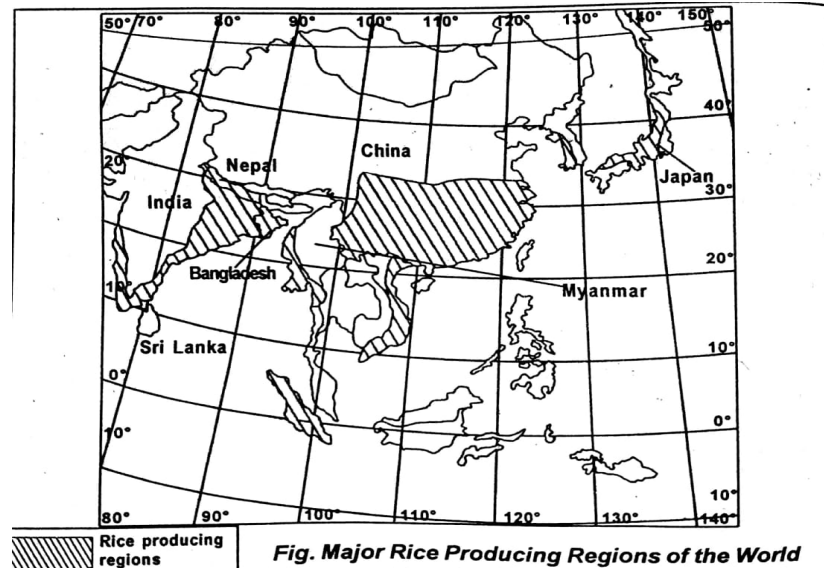 50° 70° 80° 90° 100° 110° 120° 130° 140° 150°
50°
40°
China
Nepal
20°
Japan
30°
India
20°
Bangladesh
Myanmar
10°
Sri Lanka
10°
0°
0°
10°
10°
80° 90° 100° 110° 120° 130° 140°
Rice producing
regions
Fig. Major Rice Producing Regions of the World